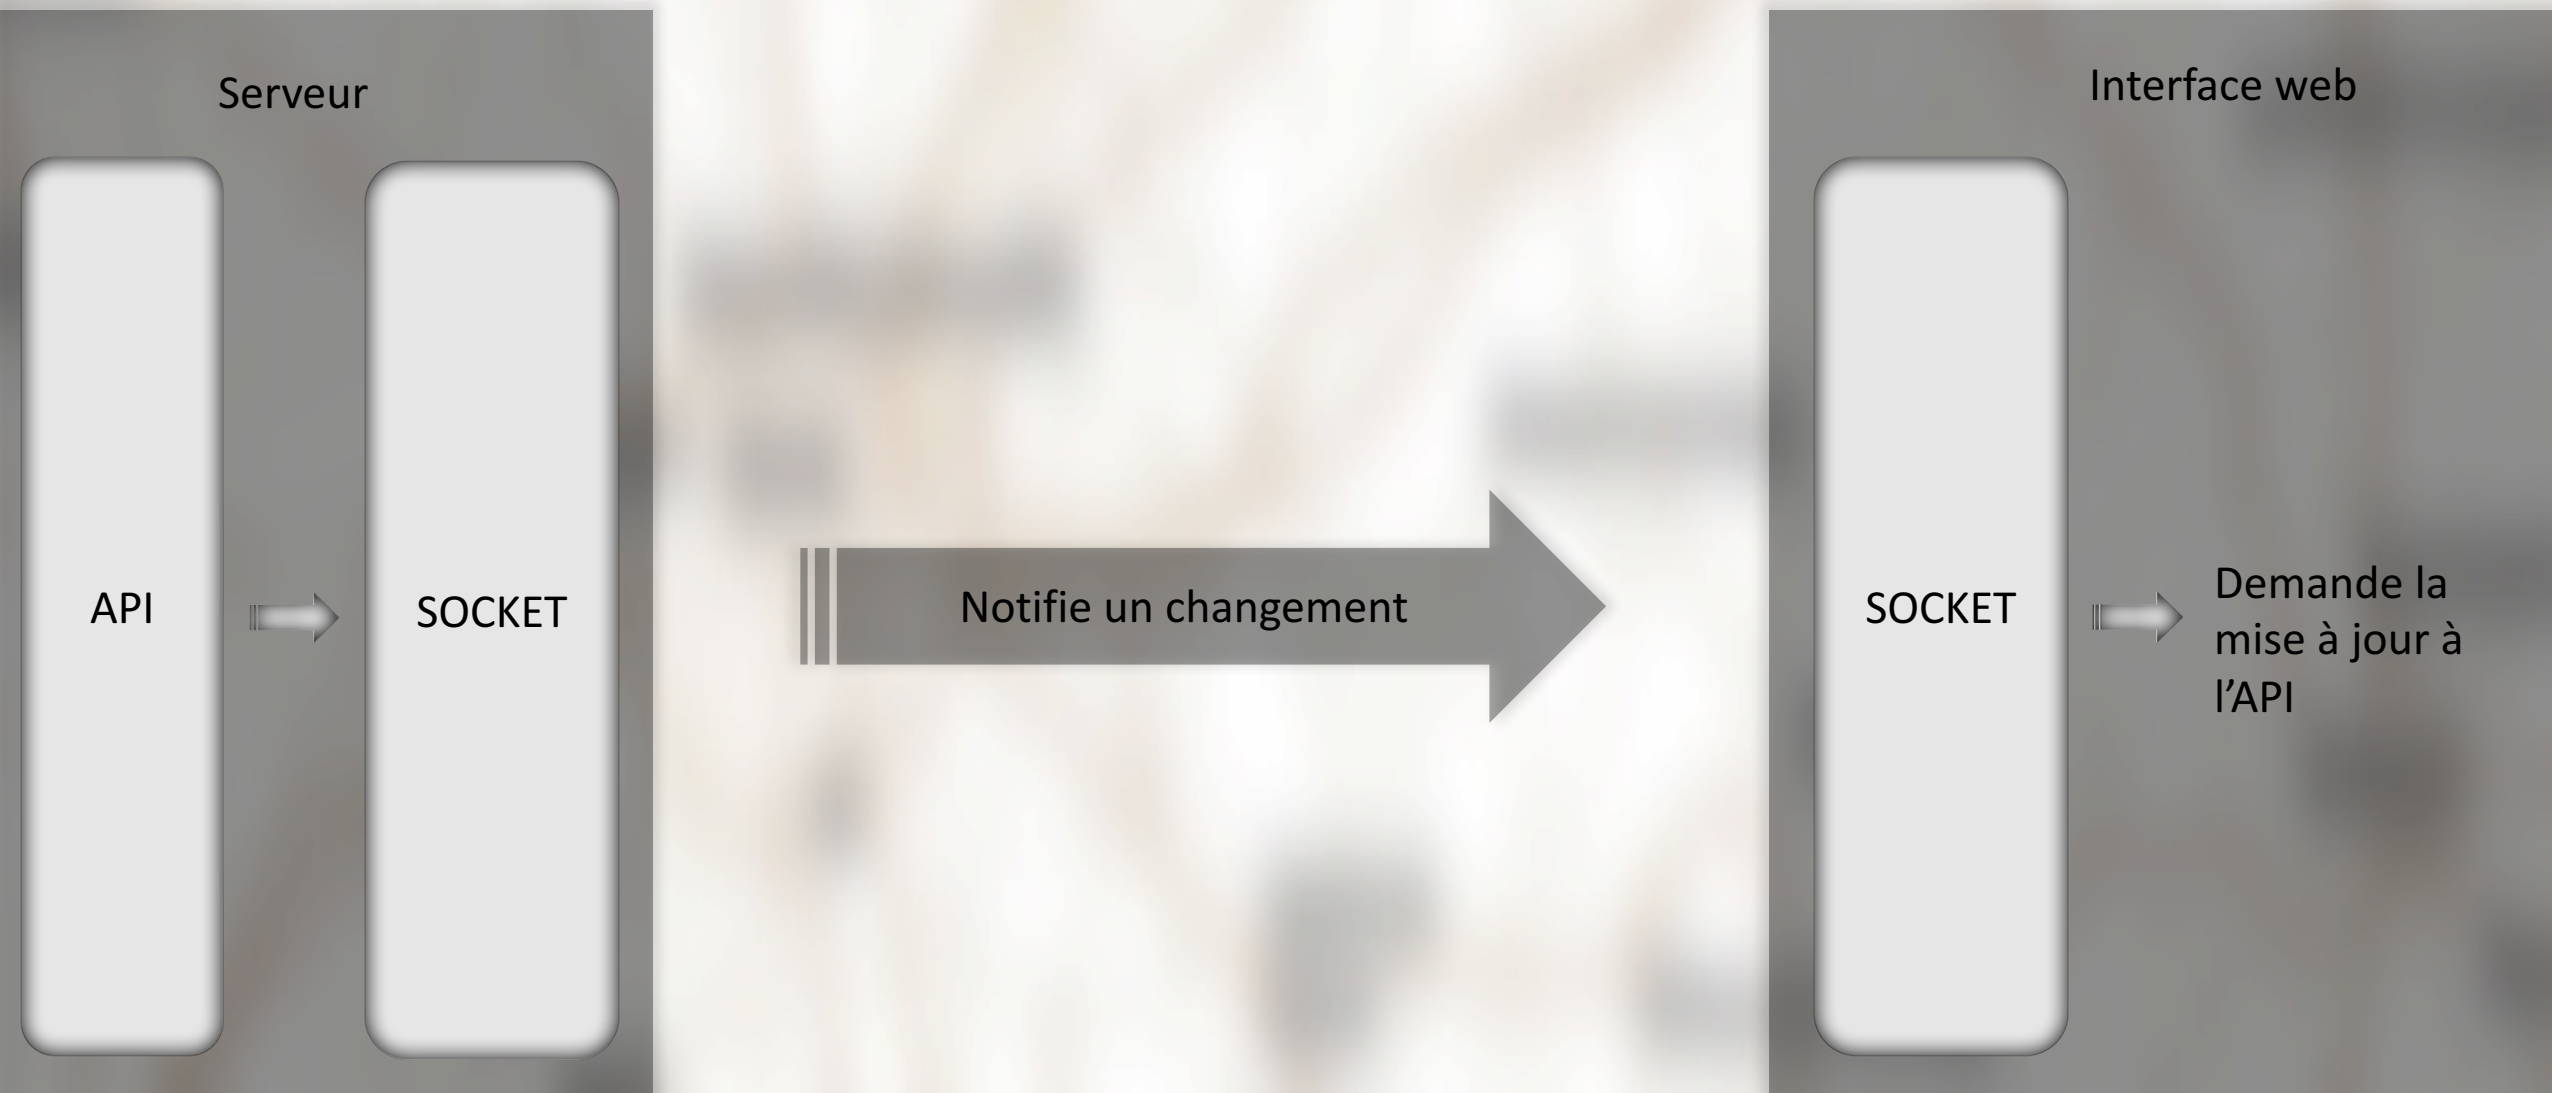 Serveur
API
SOCKET
Notifie un changement
Interface web
SOCKET
Demande la
mise à jour à
l’API